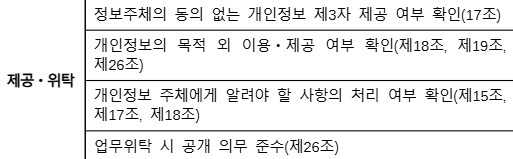 정보주체의 동의 없는 개인정보 제3자 제공 여부 확인(17조)
개인정보의 목적 외 이용・제공 여부 확인(제18조, 제19조,
제26조)
제공・위탁
개인정보 주체에게 알려야 할 사항의 처리 여부 확인(제15조,
제17조, 제18조)
업무위탁 시 공개 의무 준수(제26조)